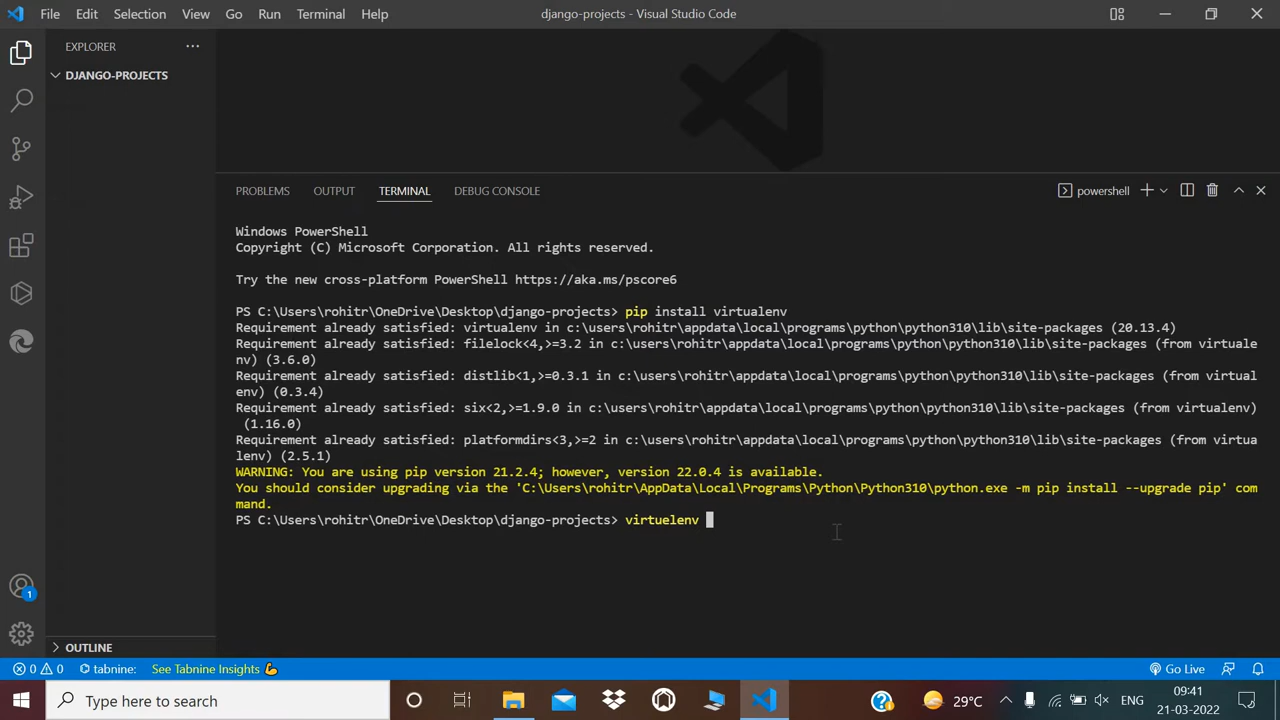 File Edit Selection View Go Run Terminal Help django-projects - Visual Studio Code
EXPLORER
DJANGO-PROJECTS
PROBLEMS OUTPUT TERMINAL DEBUG CONSOLE powershell
Windows PowerShell
Copyright (C) Microsoft Corporation. All rights reserved.
Try the new cross-platform PowerShell https://aka.ms/pscore6
PS C:\Users\rohitr\OneDrive\Desktop\django-projects> pip install virtualenv
Requirement already satisfied: virtualenv in c:\users\rohitr\appdata\local\programs\python\python310\lib\site-packages (20.13.4)
Requirement already satisfied: filelock<4,>=3.2 in c:\users\rohitr\appdata\local\programs\python\python310\lib\site-packages (from virtuale
nv) (3.6.0)
Requirement already satisfied: distlib<1,>=0.3.1 in c:\users\rohitr\appdata\local\programs\python\python310\lib\site-packages (from virtual
env) (0.3.4)
Requirement already satisfied: six<2,>=1.9.0 in c:\users\rohitr\appdata\local\programs\python\python310\lib\site-packages (from virtualenv)
(1.16.0)
Requirement already satisfied: platformdirs<3,>=2 in c:\users\rohitr\appdata\local\programs\python\python310\lib\site-packages (from virtua
lenv) (2.5.1)
WARNING: You are using pip version 21.2.4; however, version 22.0.4 is available.
You should consider upgrading via the 'C:\Users\rohitr\AppData\Local\Programs\Python\Python310\python.exe -m pip install --upgrade pip' com
mand.
PS C:\Users\rohitr\OneDrive\Desktop\django-projects> virtuelenv
1
OUTLINE
0 0 tabnine: See Tabnine Insights Go Live
Type here to search 29°C ENG 09:41
21-03-2022